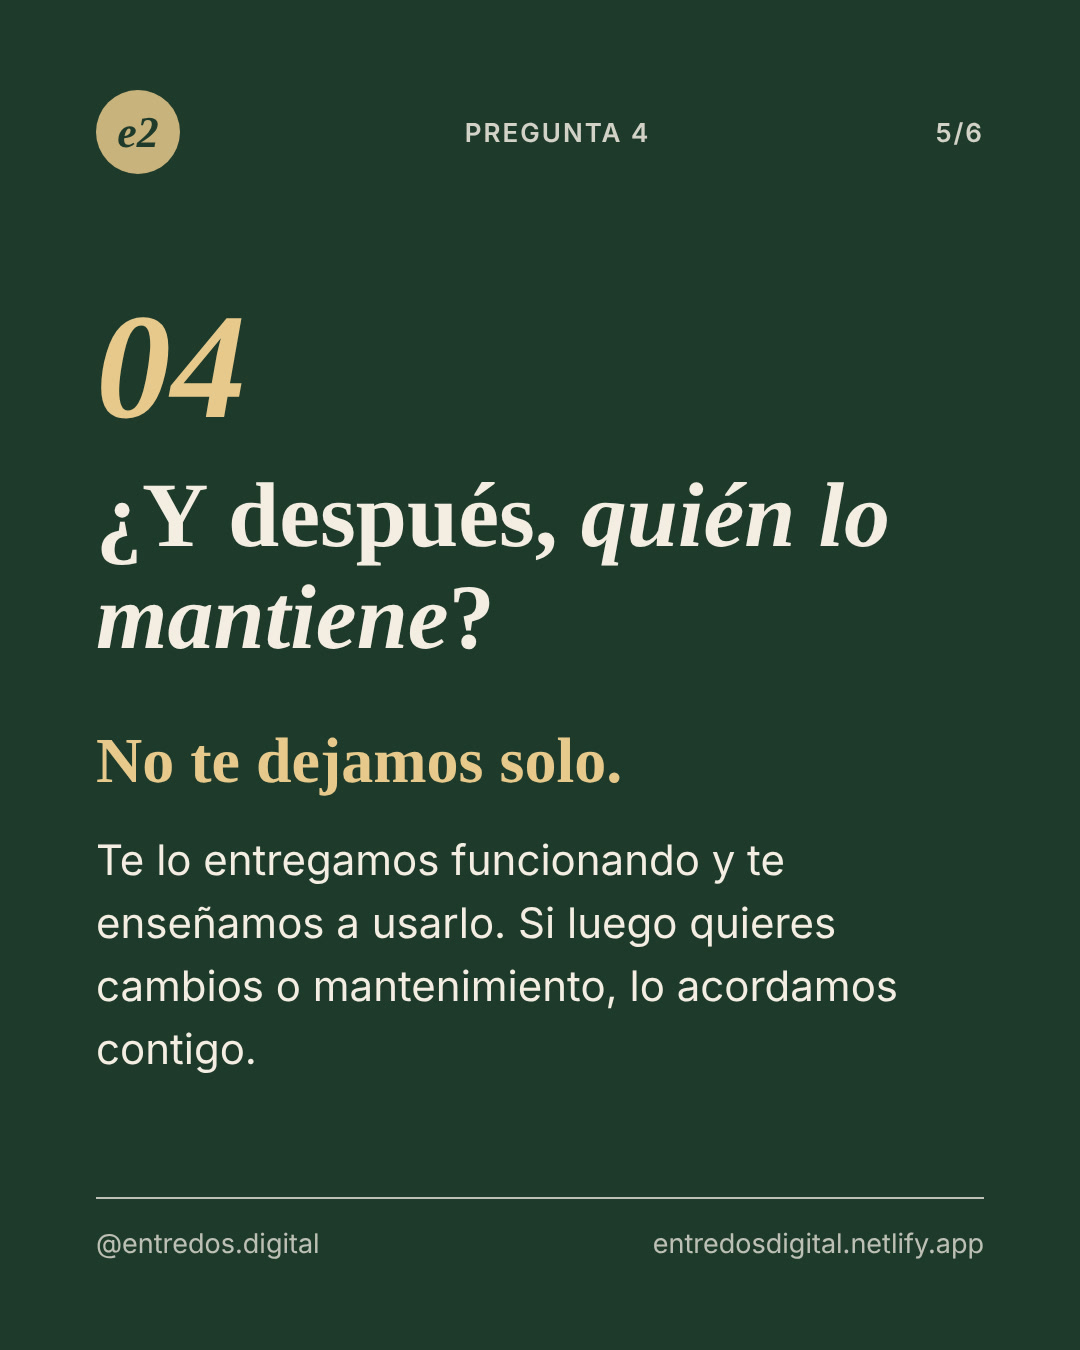 e2
PREGUNTA 4
5/6
04
¿Y después, quién lo
mantiene?
No te dejamos solo.
Te lo entregamos funcionando y te
enseñamos a usarlo. Si luego quieres
cambios o mantenimiento, lo acordamos
contigo.
@entredos.digital
entredosdigital.netlify.app